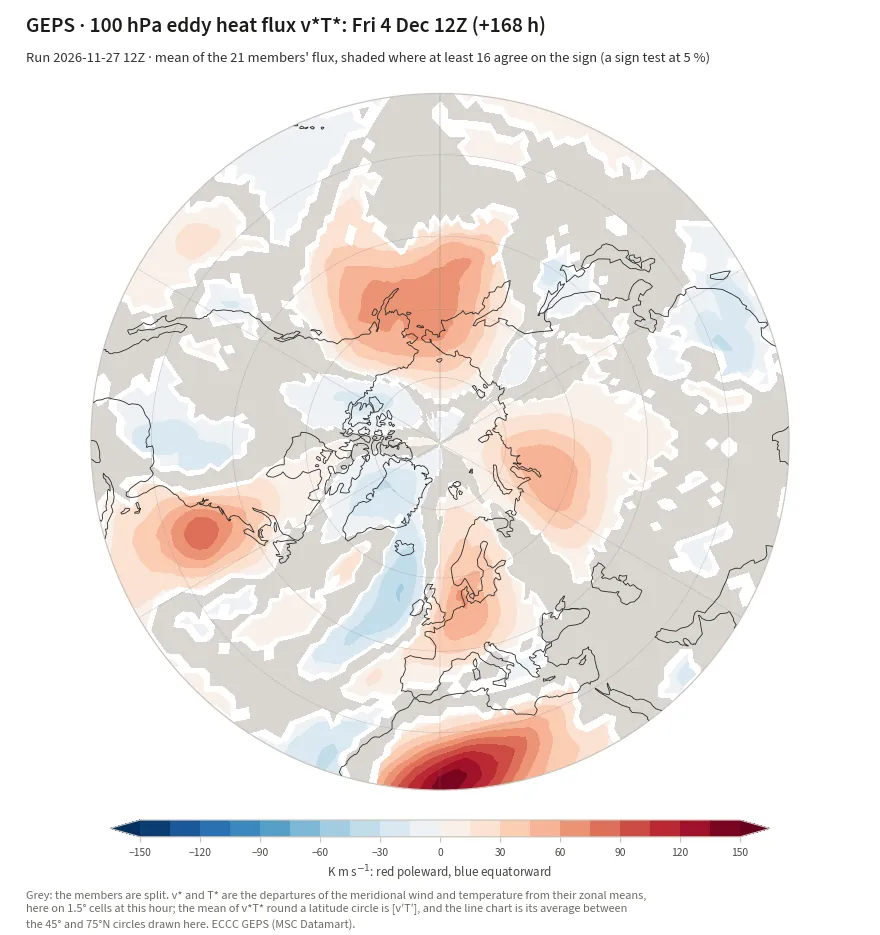 GEPS · 100 hPa eddy heat flux v*T*: Fri 4 Dec 12Z (+168 h)
Run 2026-11-27 12Z · mean of the 21 members' flux, shaded where at least 16 agree on the sign (a sign test at 5 %)
−150 −120 −90 −60 −30 0 30 60 90 120 150
K m s⁻¹: red poleward, blue equatorward
Grey: the members are split. v* and T* are the departures of the meridional wind and temperature from their zonal means,
here on 1.5° cells at this hour; the mean of v*T* round a latitude circle is [v'T'], and the line chart is its average between
the 45° and 75°N circles drawn here. ECCC GEPS (MSC Datamart).